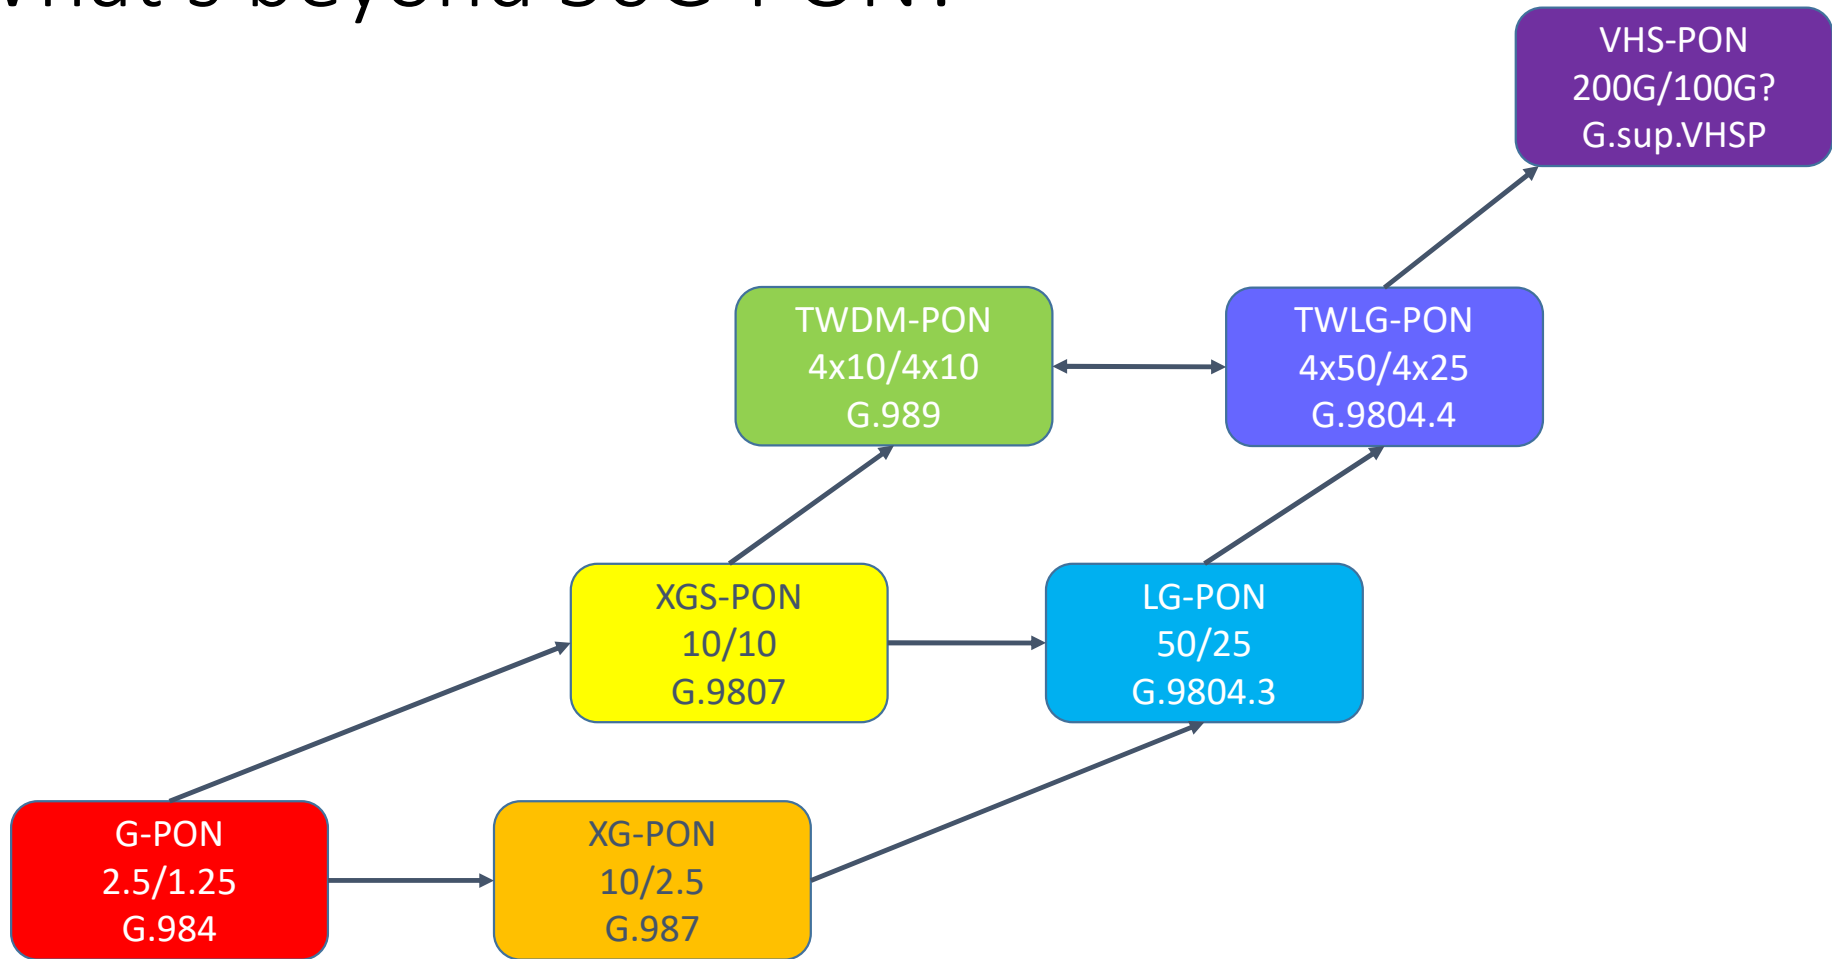 beyond
VHS-PON
200G/100G?
G.sup.VHSP
TWDM-PON
4x10/4x10
G.989
TWLG-PON
4x50/4x25
G.9804.4
XGS-PON
10/10
G.9807
LG-PON
50/25
G.9804.3
G-PON
2.5/1.25
G.984
XG-PON
10/2.5
G.987